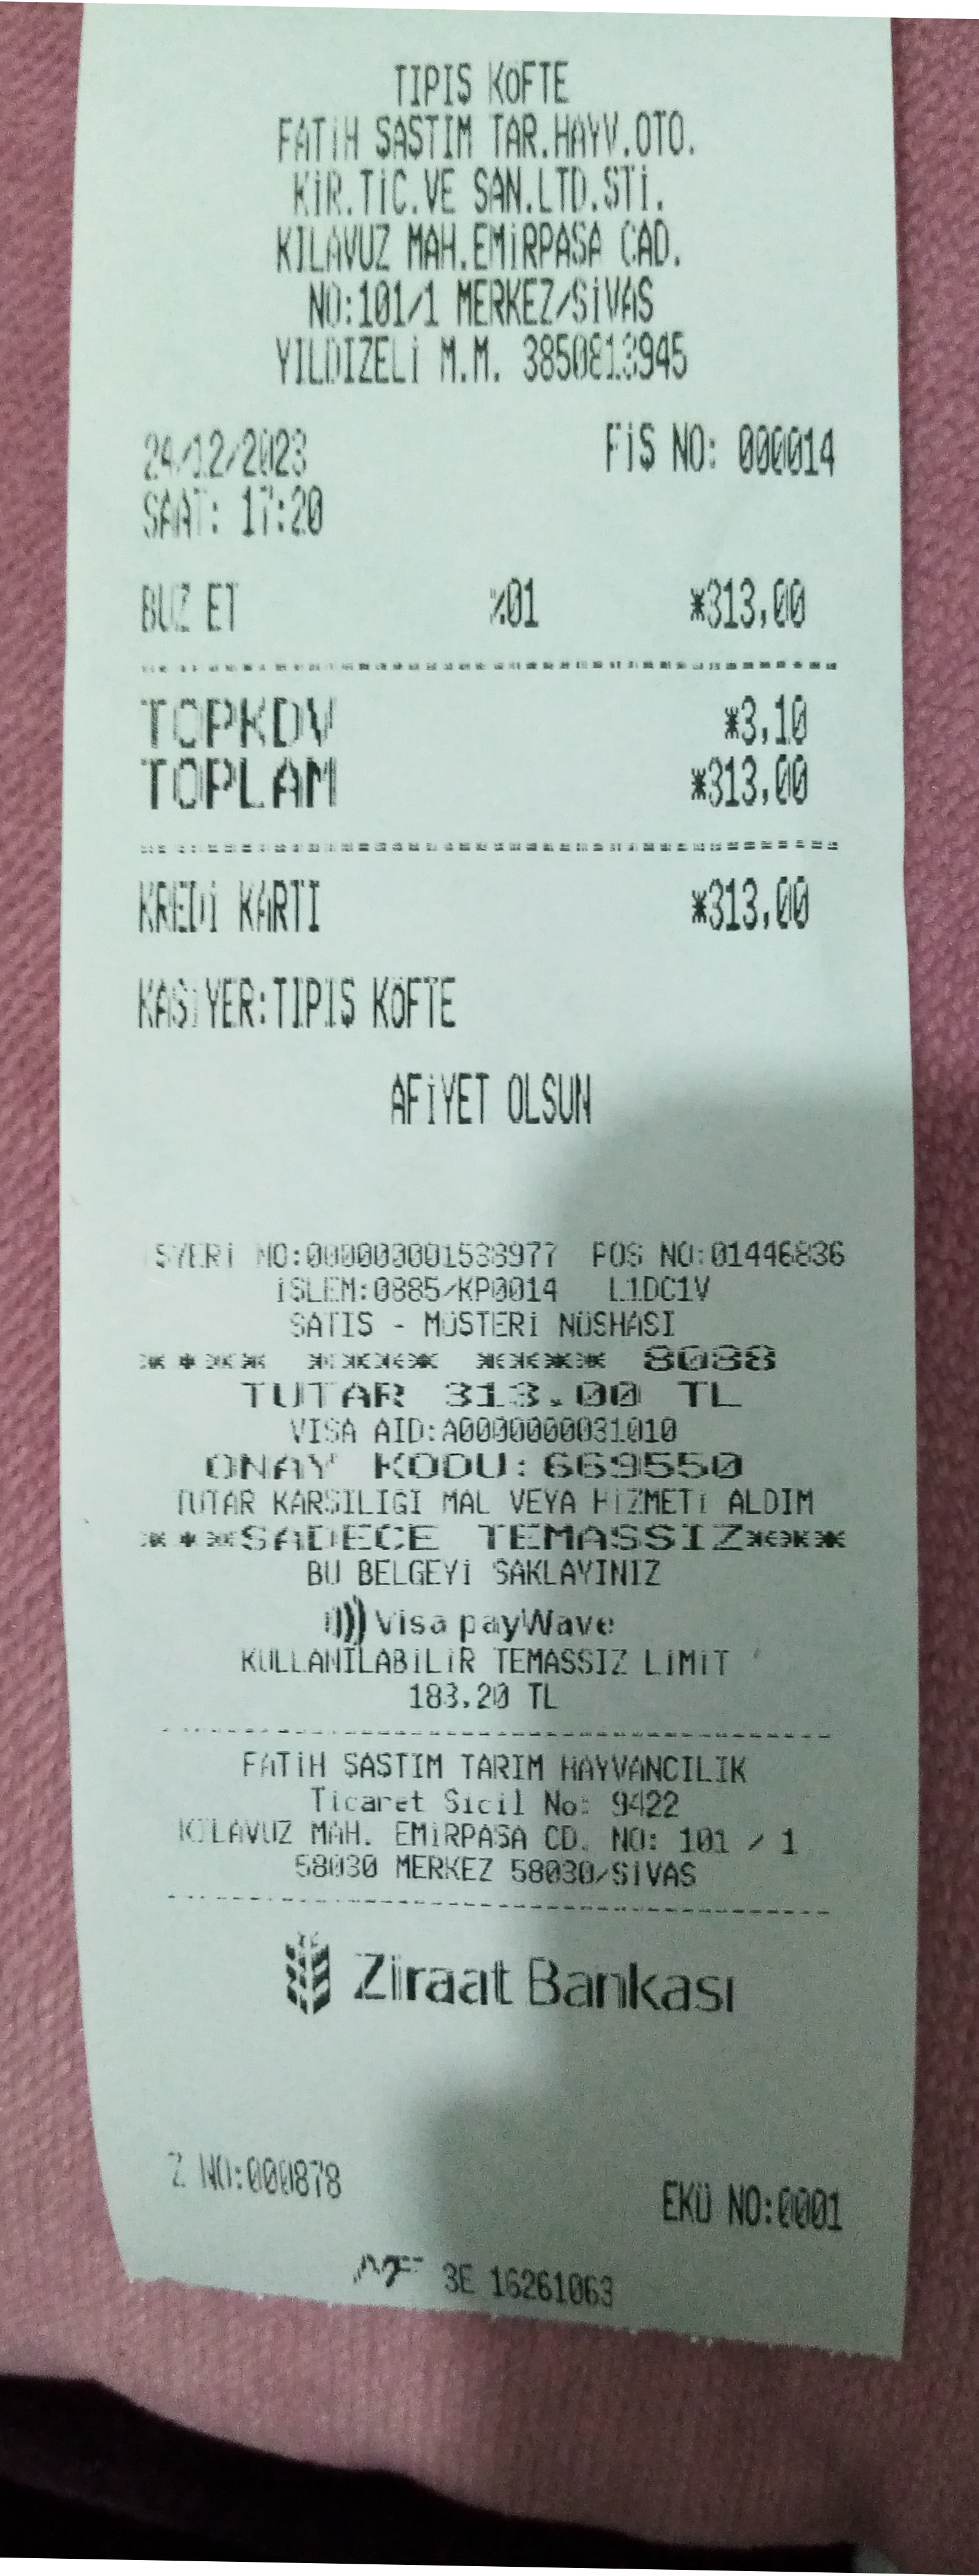 TIPIŞ KÖFTE
FATİH ŞAŞTIM TAR.HAYV.OTO.
KİR.TİC.VE SAN.LTD.ŞTİ.
KILAVUZ MAH.EMİRPAŞA CAD.
NO:101/1 MERKEZ/SİVAS
YILDIZELİ M.M. 3850813945
24/12/2023 FİŞ NO: 000014
SAAT: 17:20
BUZ ET %01 *313,00
TOPKDV *3,10
TOPLAM *313,00
KREDİ KARTI *313,00
KASİYER:TIPIŞ KÖFTE
AFİYET OLSUN
İŞYERİ NO:000000001538977 POS NO:01446836
İŞLEM:0885/KP0014 L1DC1V
SATIŞ - MÜŞTERİ NÜSHASI
**** **** **** 8038
TUTAR 313.00 TL
VISA AID:A0000000031010
ONAY KODU:669550
TUTAR KARŞILIĞI MAL VEYA HİZMETİ ALDIM
***SADECE TEMASSIZ****
BU BELGEYİ SAKLAYINIZ
Visa payWave
KULLANILABİLİR TEMASSIZ LİMİT
183.20 TL
FATİH ŞAŞTIM TARIM HAYVANCILIK
Ticaret Sicil No: 9422
KILAVUZ MAH. EMİRPAŞA CD. NO: 101 / 1
58030 MERKEZ 58030/SİVAS
Ziraat Bankası
Z NO:000878 EKÜ NO:0001
MF 3E 16261063